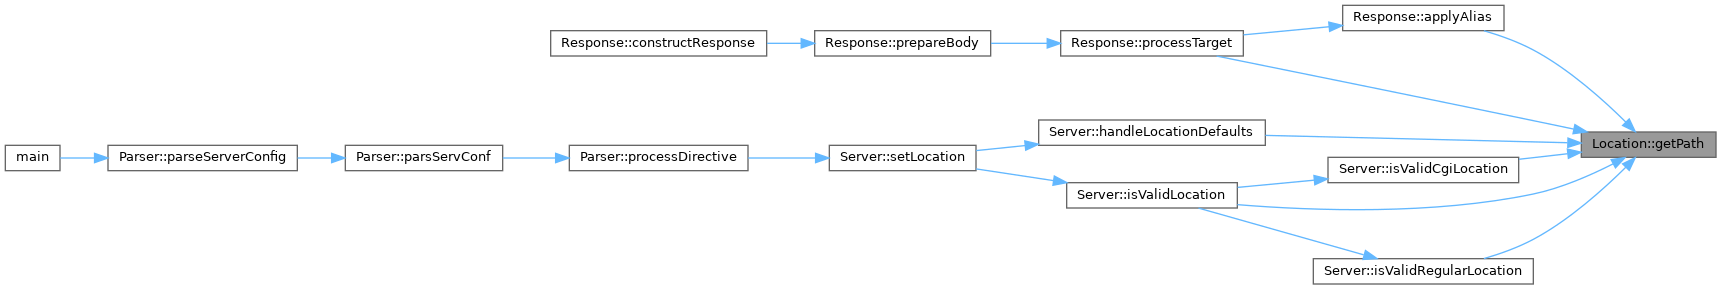 Response::applyAlias
Response::constructResponse
Response::prepareBody
Response::processTarget
Server::handleLocationDefaults
Location::getPath
main
Parser::parseServerConfig
Parser::parsServConf
Parser::processDirective
Server::setLocation
Server::isValidCgiLocation
Server::isValidLocation
Server::isValidRegularLocation